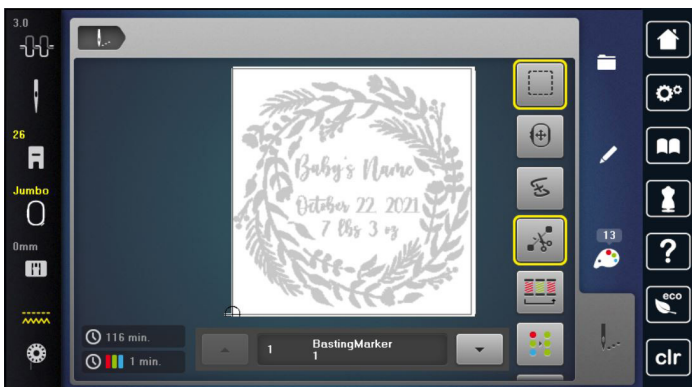 3.0
26
Jumbo
0mm
Baby's Name
October 22 2021
7 lbs 3 oz
116 min.
1 min.
1
BastingMarker
1
13
?
eco
clr